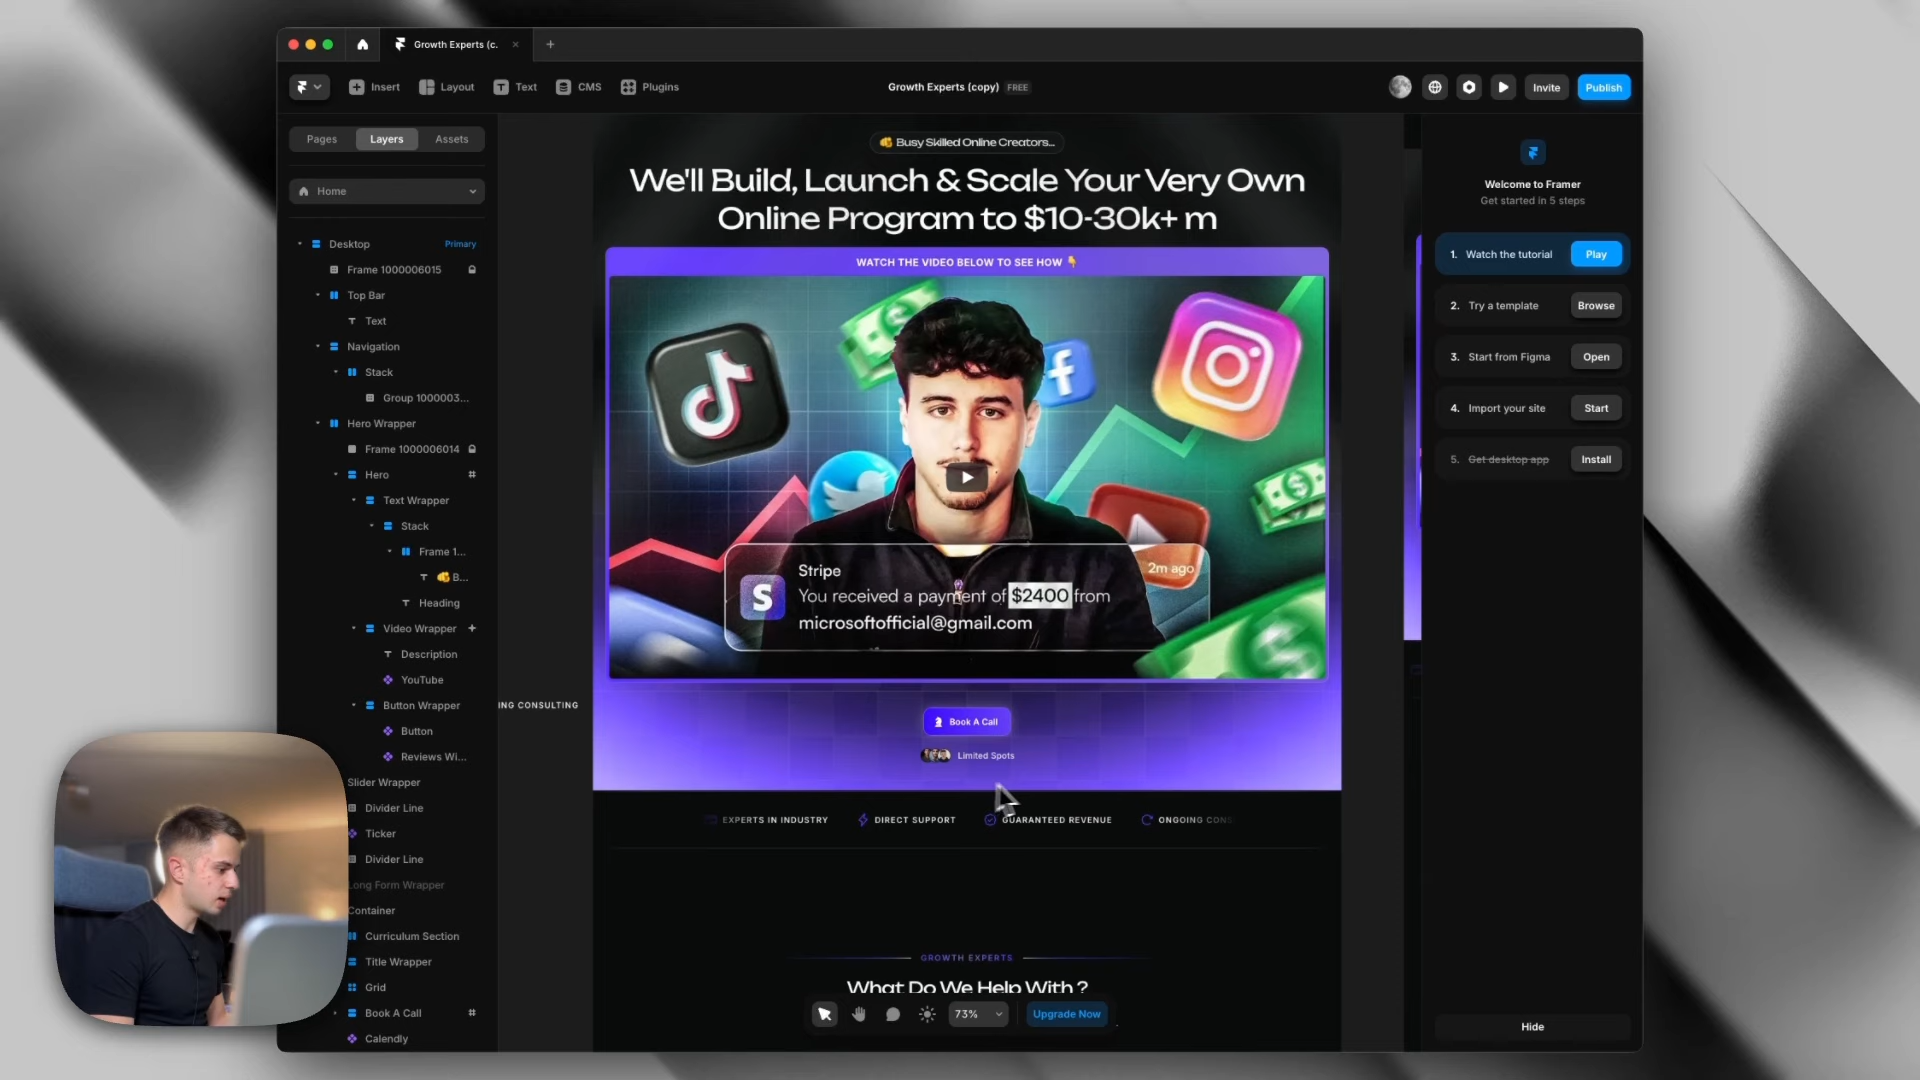 Growth Experts (c.
Insert
Layout
Text
CMS
Plugins
Growth Experts (copy) FREE
Invite
Publish
Pages
Layers
Assets
Home
Desktop
Primary
Frame 1000006015
Top Bar
Text
Navigation
Stack
Group 1000003...
Hero Wrapper
Frame 1000006014
Hero
Text Wrapper
Stack
Frame 1...
👊 B...
Heading
Video Wrapper
Description
YouTube
Button Wrapper
Button
Reviews Wi...
Slider Wrapper
Divider Line
Ticker
Divider Line
Long Form Wrapper
Container
Curriculum Section
Title Wrapper
Grid
Book A Call
Calendly
👊 Busy Skilled Online Creators...
We'll Build, Launch & Scale Your Very Own
Online Program to $10-30k+ m
WATCH THE VIDEO BELOW TO SEE HOW 👇
Stripe
2m ago
You received a payment of $2400 from
microsoftofficial@gmail.com
S
ING CONSULTING
Book A Call
Limited Spots
EXPERTS IN INDUSTRY
DIRECT SUPPORT
GUARANTEED REVENUE
ONGOING CONS
GROWTH EXPERTS
What Do We Help With ?
73%
Upgrade Now
Welcome to Framer
Get started in 5 steps
1. Watch the tutorial
Play
2. Try a template
Browse
3. Start from Figma
Open
4. Import your site
Start
5. Get desktop app
Install
Hide